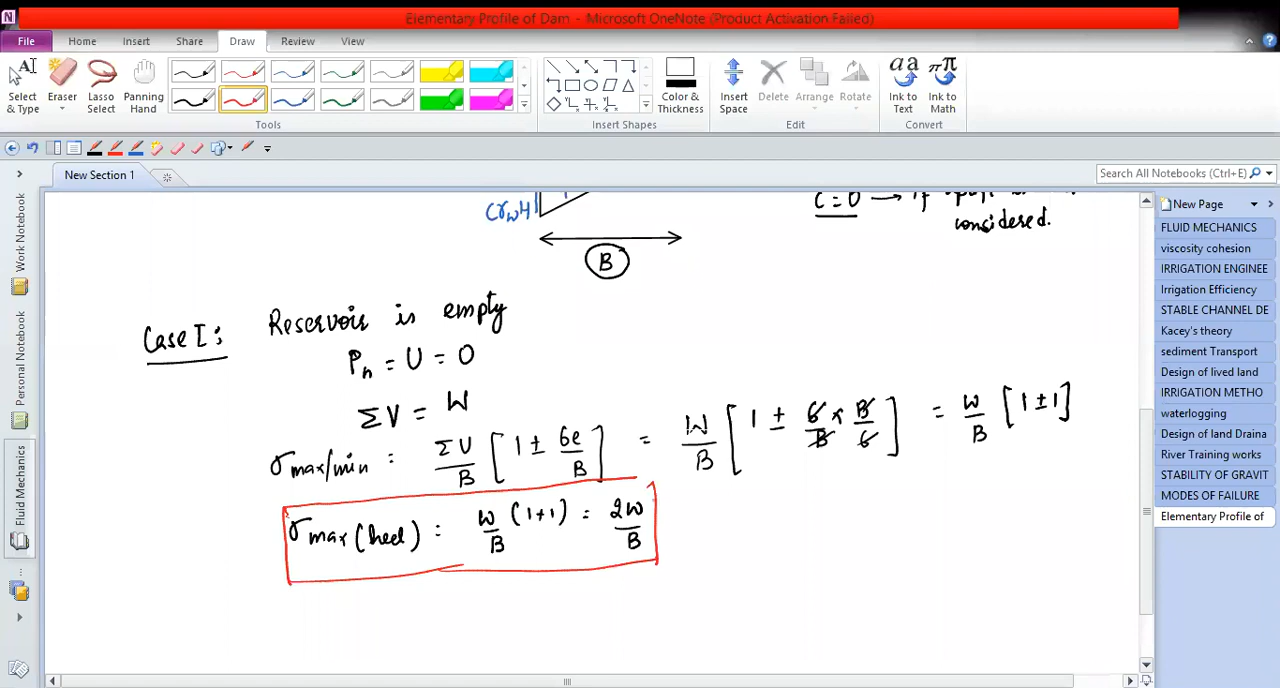 Elementary Profile of Dam - Microsoft OneNote (Product Activation Failed)
File Home Insert Share Draw Review View
Select & Type
Eraser
Lasso Select
Panning Hand
Color & Thickness
Insert Space
Delete
Arrange
Rotate
Ink to Text
Ink to Math
Tools
Insert Shapes
Edit
Convert
New Section 1
Search All Notebooks (Ctrl+E)
Work Notebook
Personal Notebook
Fluid Mechanics
New Page
FLUID MECHANICS
viscosity cohesion
IRRIGATION ENGINEE
Irrigation Efficiency
STABLE CHANNEL DE
Kacey's theory
sediment Transport
Design of lived land
IRRIGATION METHO
waterlogging
Design of land Draina
River Training works
STABILITY OF GRAVIT
MODES OF FAILURE
Elementary Profile of
CγwH
C = 0 → if
considered.
B
Case I: Reservoir is empty
Pn = U = 0
ΣV = W
σmax/min = ΣV/B [1 ± 6e/B] = W/B [1 ± 6/B × B/6] = W/B [1 ± 1]
σmax (heel) = W/B (1+1) = 2W/B